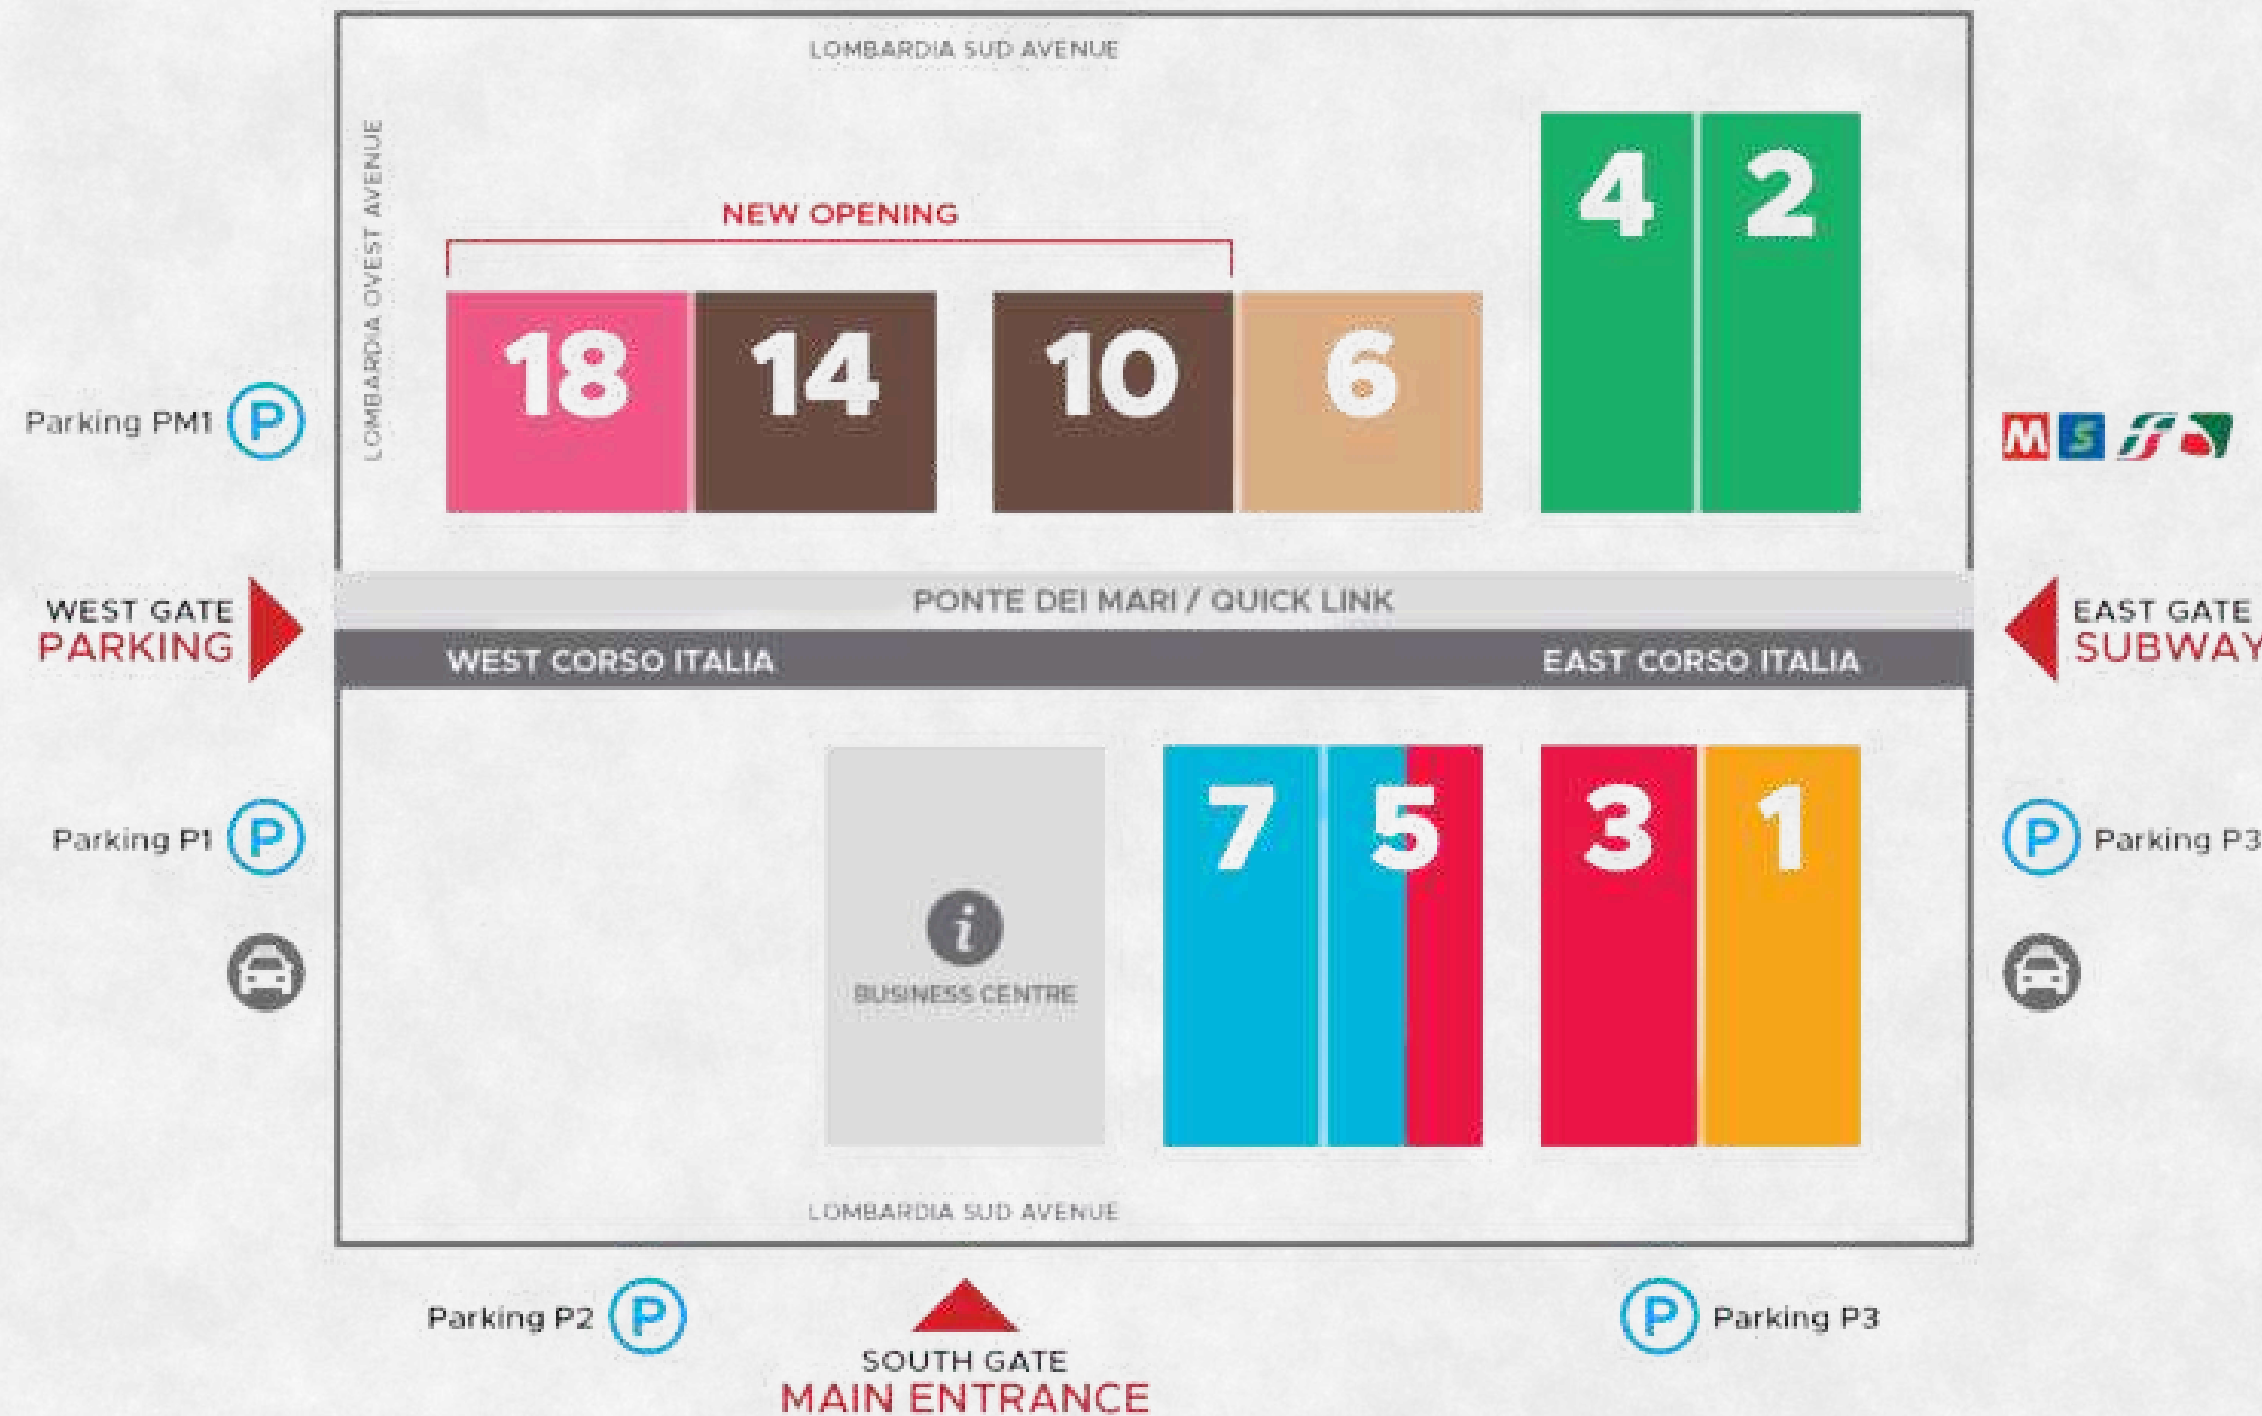 LOMBARDIA SUD AVENUE
LOMBARDIA OVEST AVENUE
NEW OPENING
4 2
18 14 10 6
Parking PM1 P
M S
WEST GATE
PARKING
PONTE DEI MARI / QUICK LINK
EAST GATE
SUBWAY
WEST CORSO ITALIA
EAST CORSO ITALIA
7 5 3 1
Parking P1 P
P Parking P3
i
BUSINESS CENTRE
LOMBARDIA SUD AVENUE
Parking P2 P
P Parking P3
SOUTH GATE
MAIN ENTRANCE